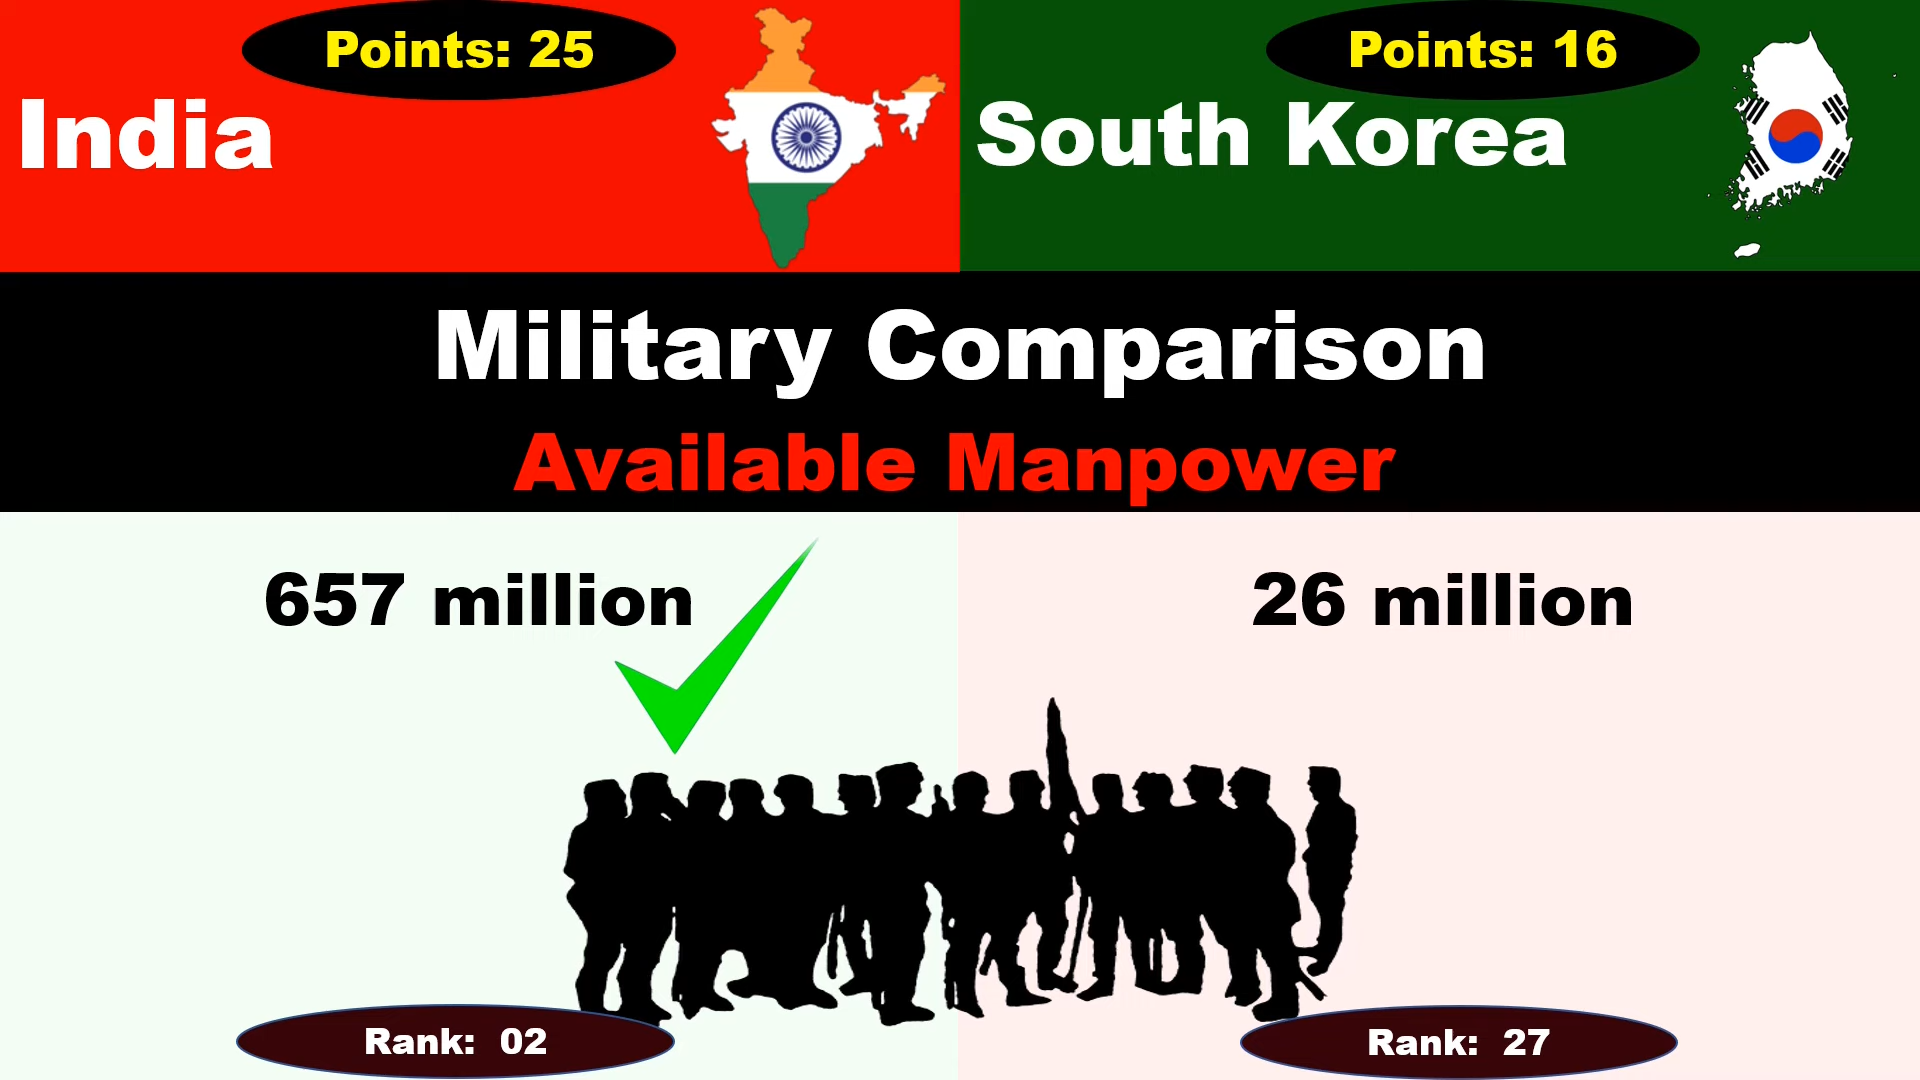 Points: 25
India
Points: 16
South Korea
Military Comparison
Available Manpower
657 million
26 million
Rank: 02
Rank: 27